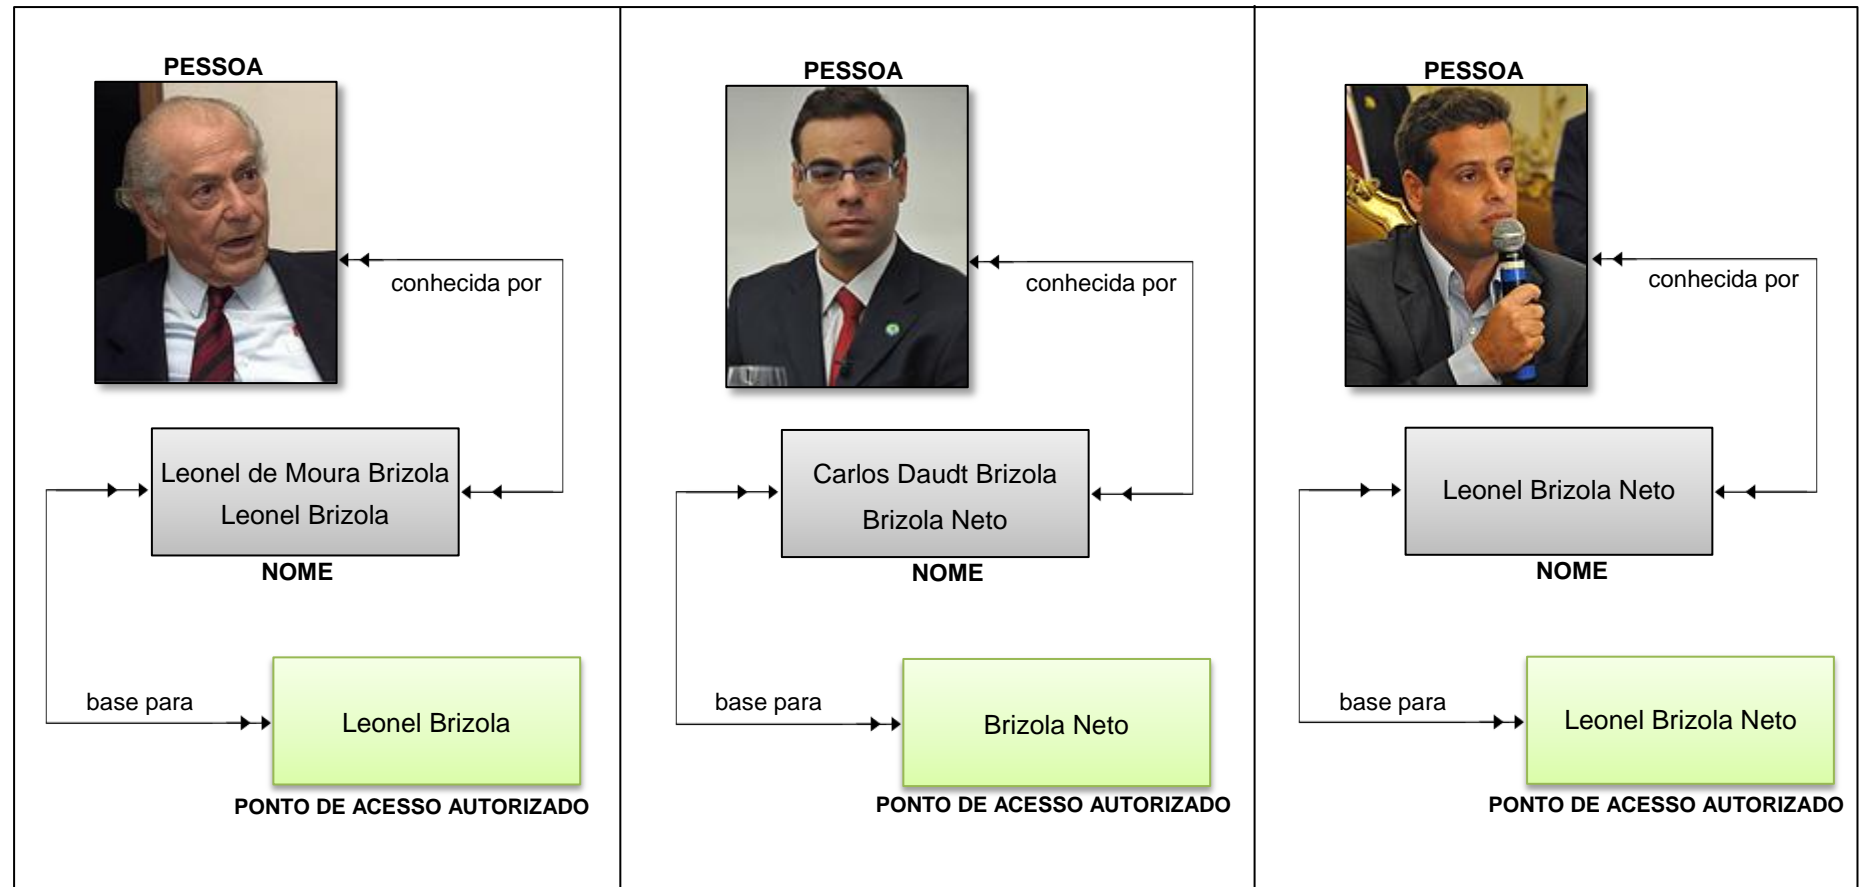 PESSOA
conhecida por
Leonel de Moura Brizola
Leonel Brizola
NOME
base para
Leonel Brizola
PONTO DE ACESSO AUTORIZADO
PESSOA
conhecida por
Carlos Daudt Brizola
Brizola Neto
NOME
base para
Brizola Neto
PONTO DE ACESSO AUTORIZADO
PESSOA
conhecida por
Leonel Brizola Neto
NOME
base para
Leonel Brizola Neto
PONTO DE ACESSO AUTORIZADO